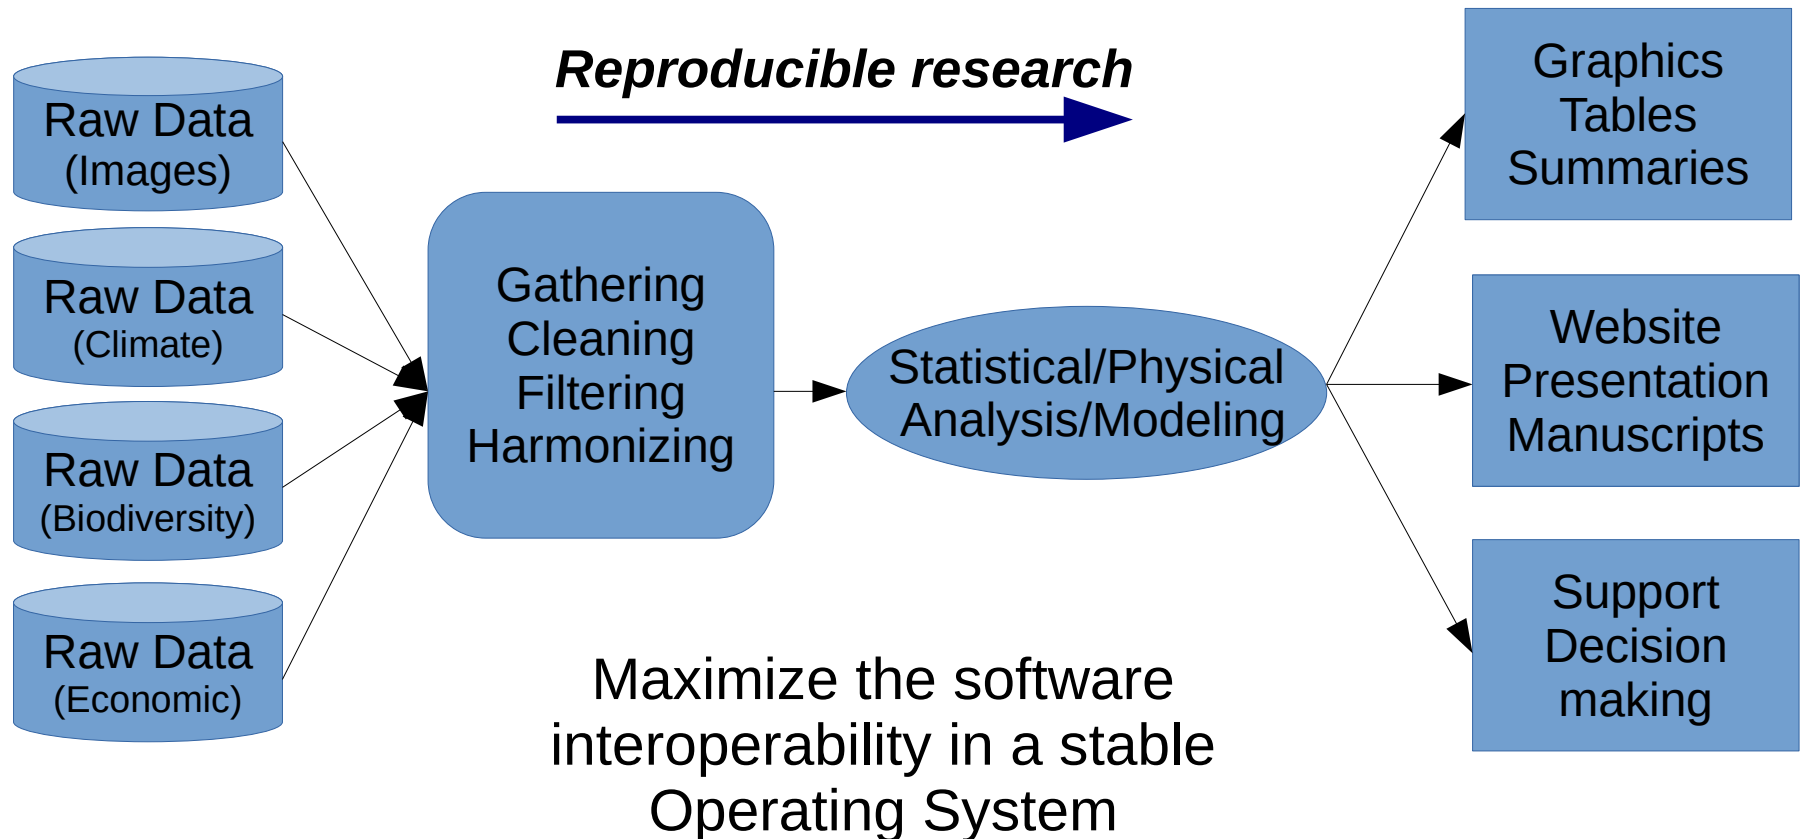 Reproducible research
Raw Data
(Images)
Raw Data
(Climate)
Raw Data
(Biodiversity)
Raw Data
(Economic)
Gathering
Cleaning
Filtering
Harmonizing
Statistical/Physical
Analysis/Modeling
Graphics
Tables
Summaries
Website
Presentation
Manuscripts
Support
Decision
making
Maximize the software
interoperability in a stable
Operating System